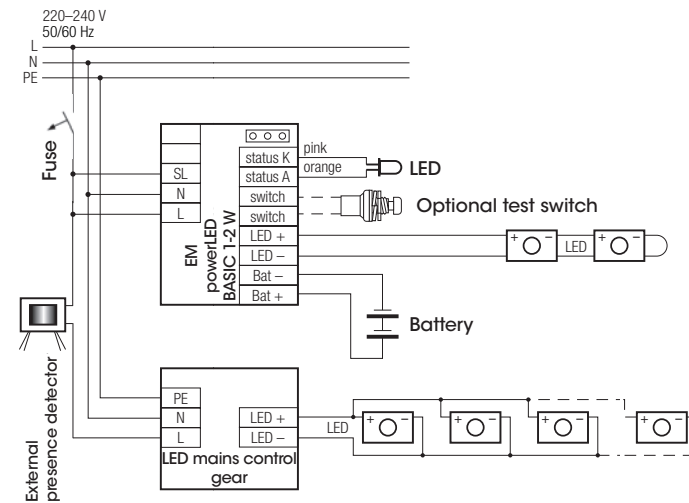 220–240 V
50/60 Hz
L
N
PE
Fuse
SL
N
L
EM
powerLED
BASIC 1-2 W
status K
status A
switch
switch
LED +
LED –
Bat –
Bat +
pink
orange
LED
Optional test switch
+ –
LED
+ –
Battery
External
presence detector
PE
N
L
LED +
LED –
LED mains control
gear
LED
+ –
+ –
+ –
+ –